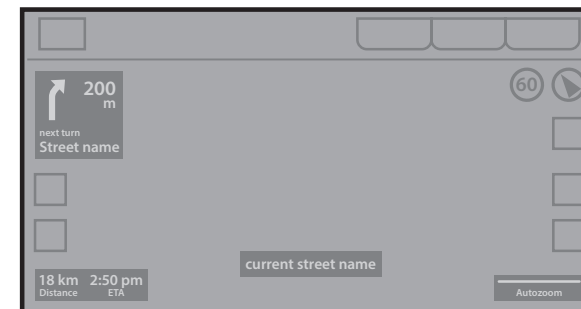 200
m
next turn
Street name
60
current street name
18 km 2:50 pm
Distance ETA
Autozoom